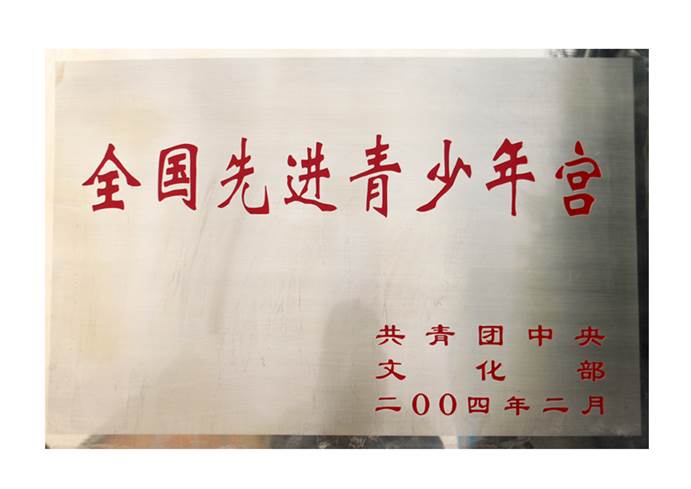 全国先进青少年宫
共青团中央
文化部
二00四年二月